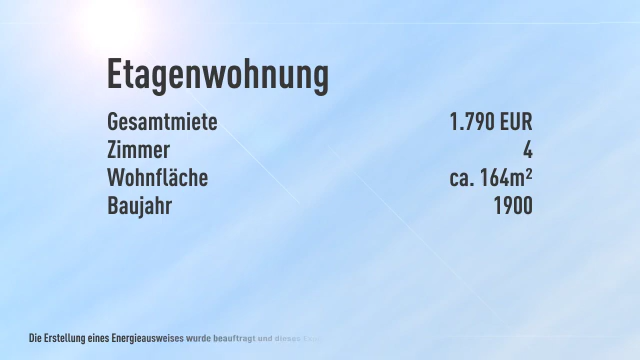 Etagenwohnung
Gesamtmiete 1.790 EUR
Zimmer 4
Wohnfläche ca. 164m²
Baujahr 1900
Die Erstellung eines Energieausweises wurde beauftragt und dieses